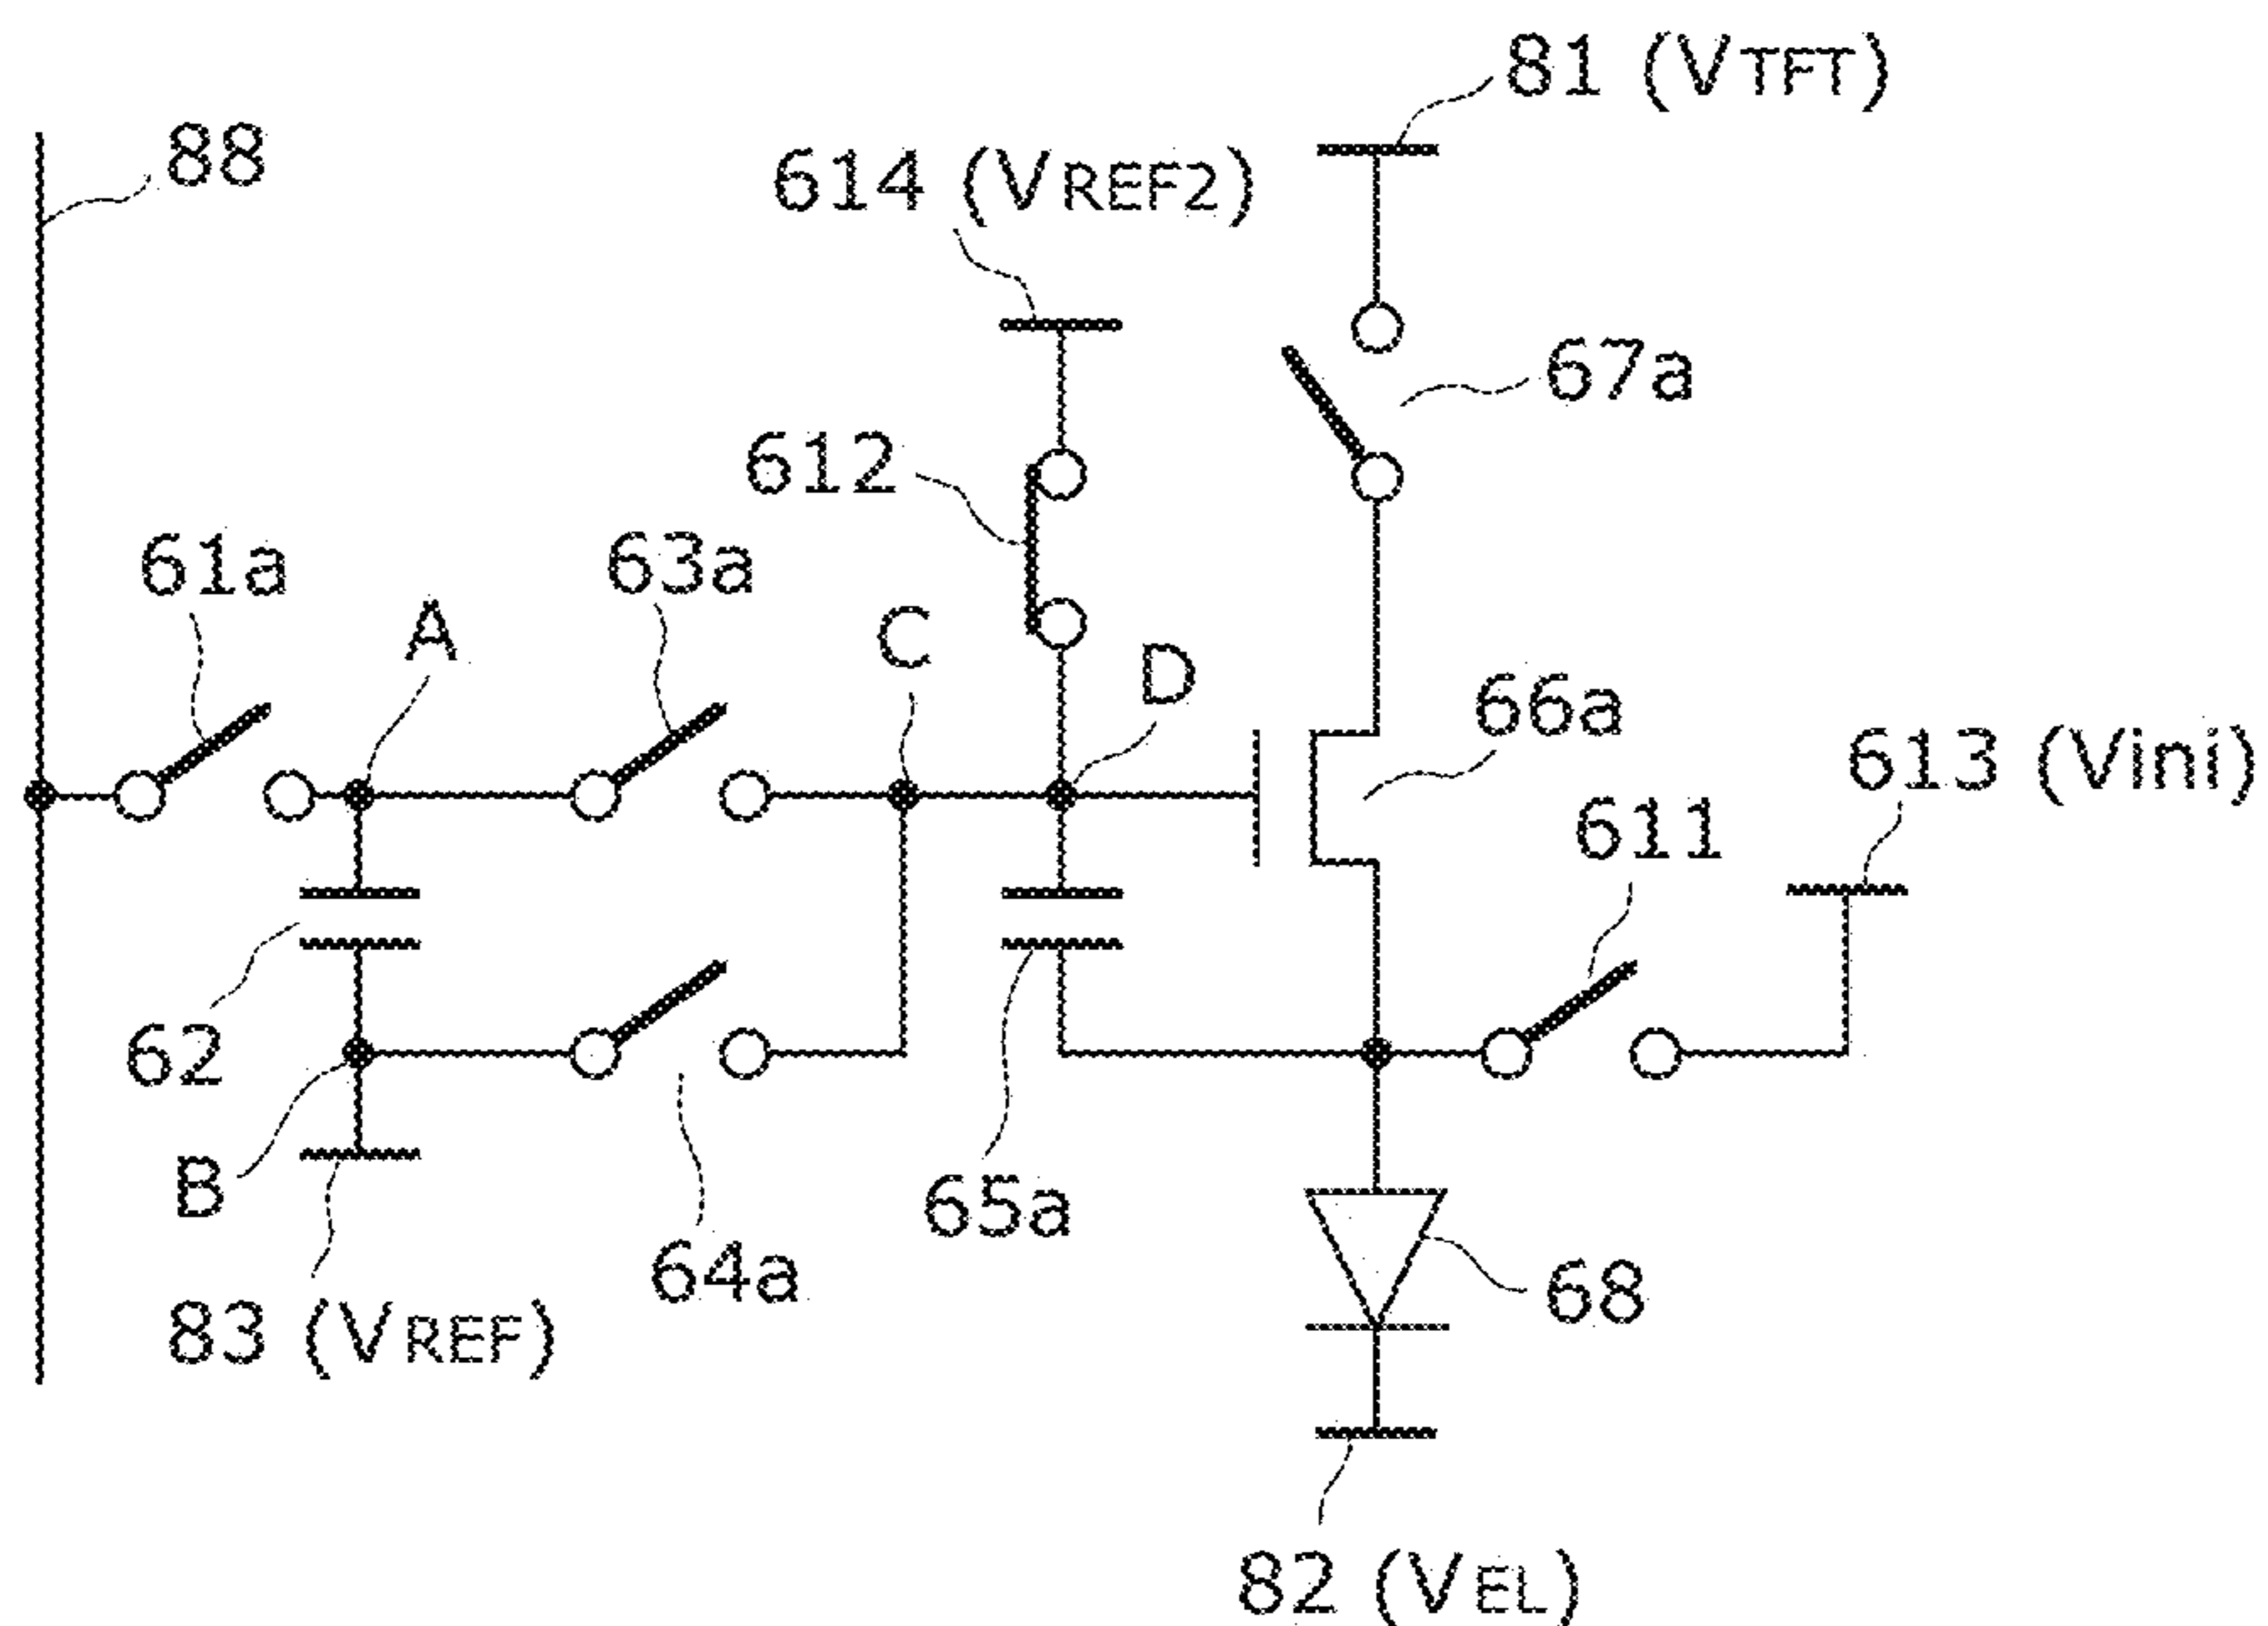 81 (VTFT)
88
614 (VREF2)
67a
612
61a
63a
A
C
D
66a
613 (Vini)
611
62
B
65a
64a
68
83 (VREF)
82 (VEL)